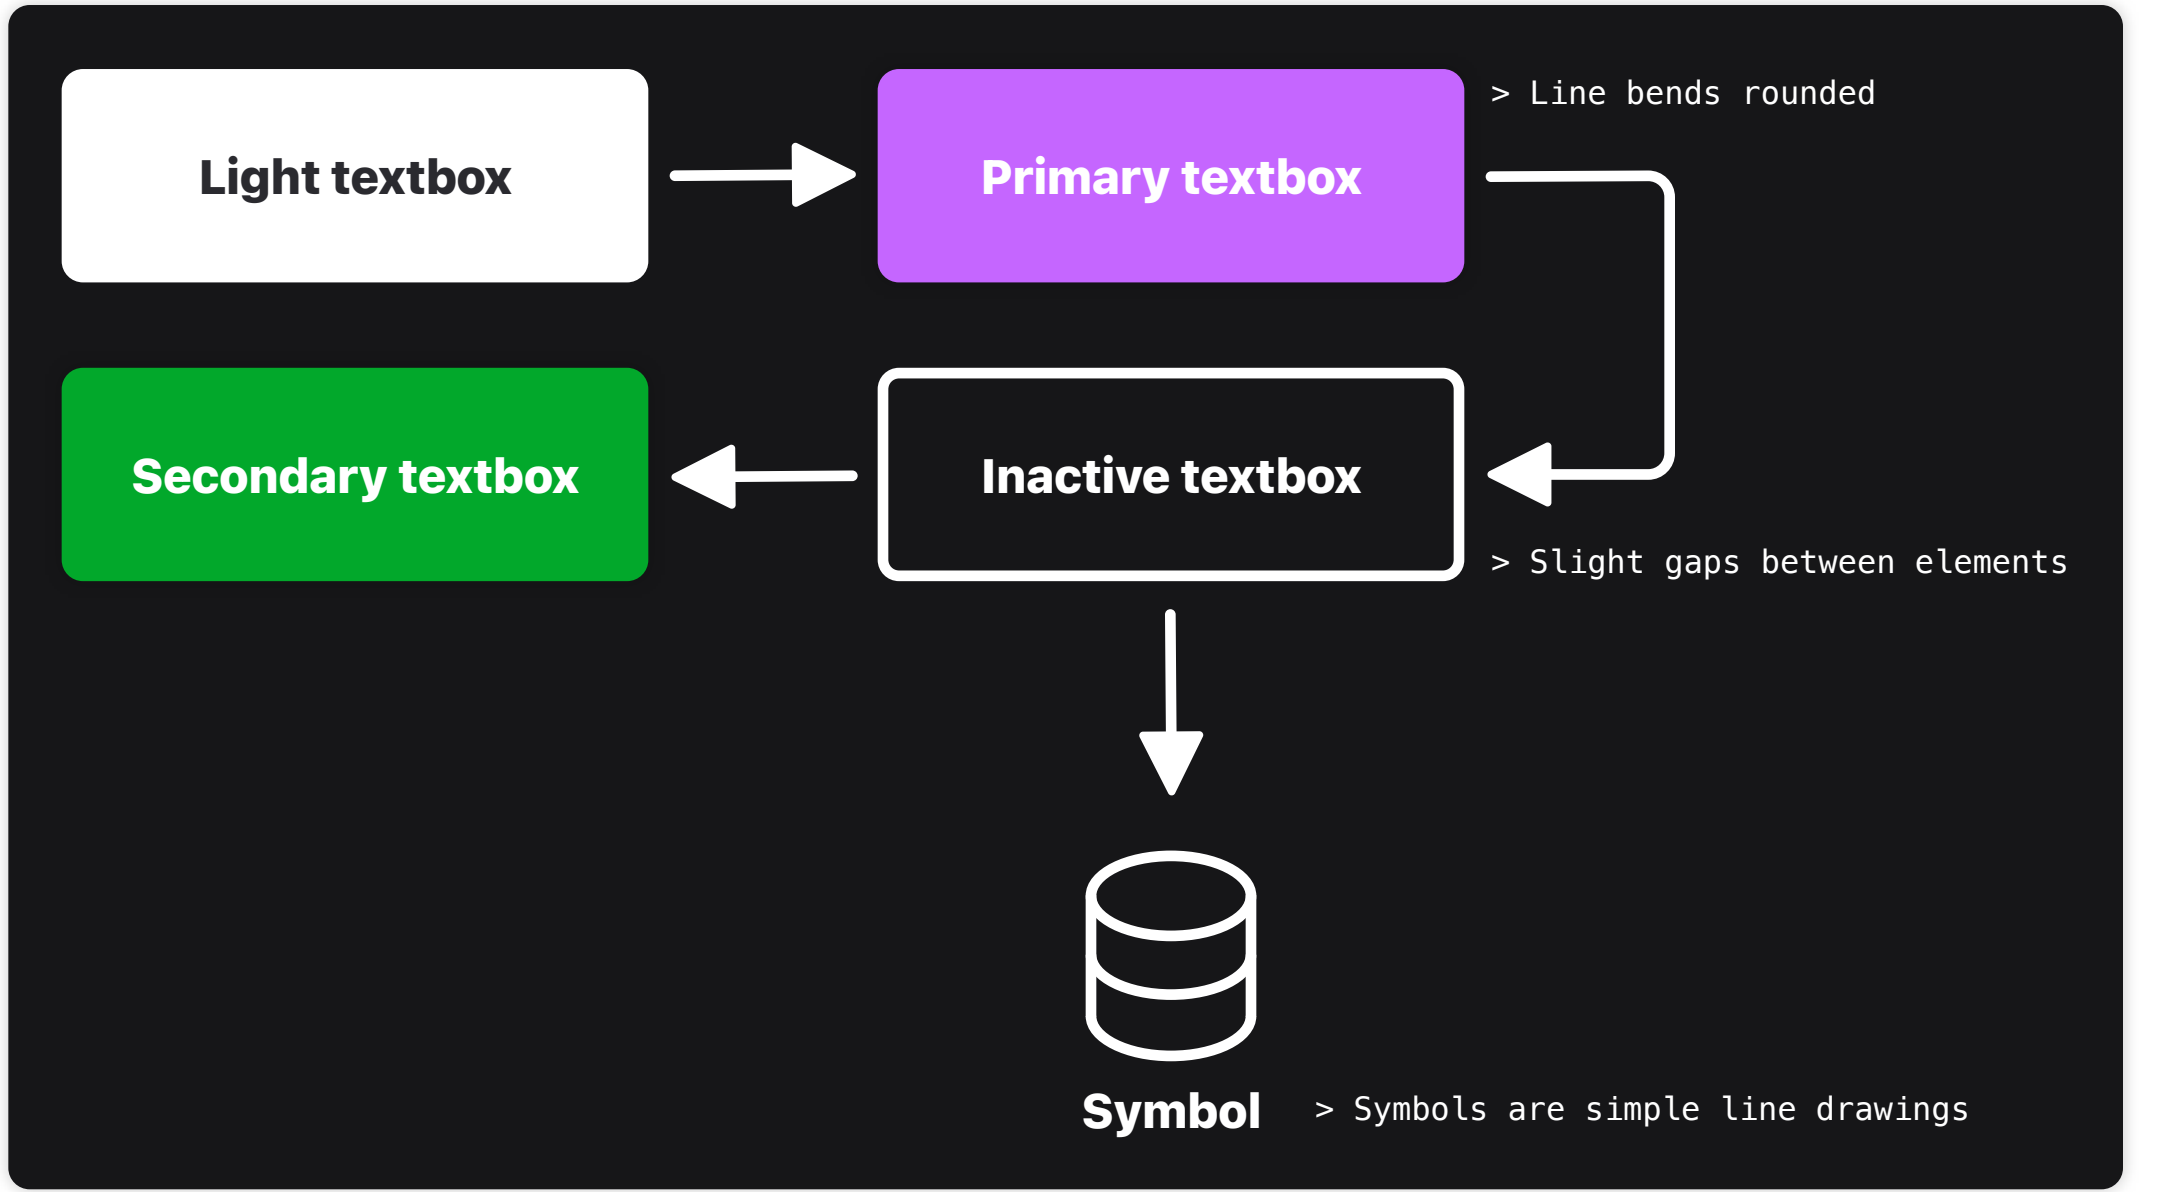 Light textbox
Primary textbox
> Line bends rounded
Secondary textbox
Inactive textbox
> Slight gaps between elements
Symbol
> Symbols are simple line drawings